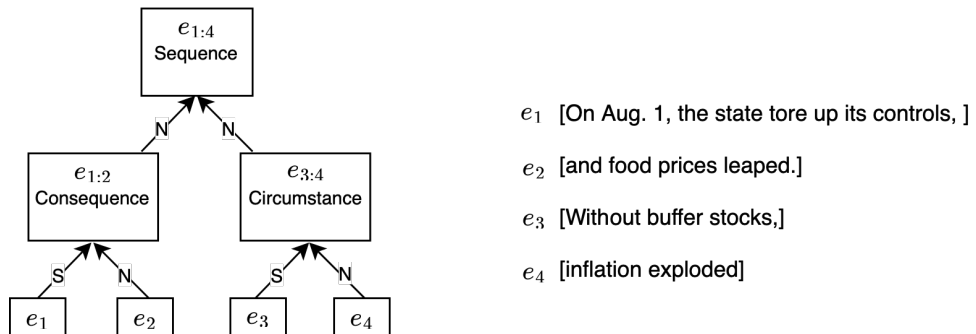 e1:4
Sequence
N N
e1:2
Consequence
e3:4
Circumstance
S N S N
e1 e2 e3 e4
e1 [On Aug. 1, the state tore up its controls, ]
e2 [and food prices leaped.]
e3 [Without buffer stocks,]
e4 [inflation exploded]